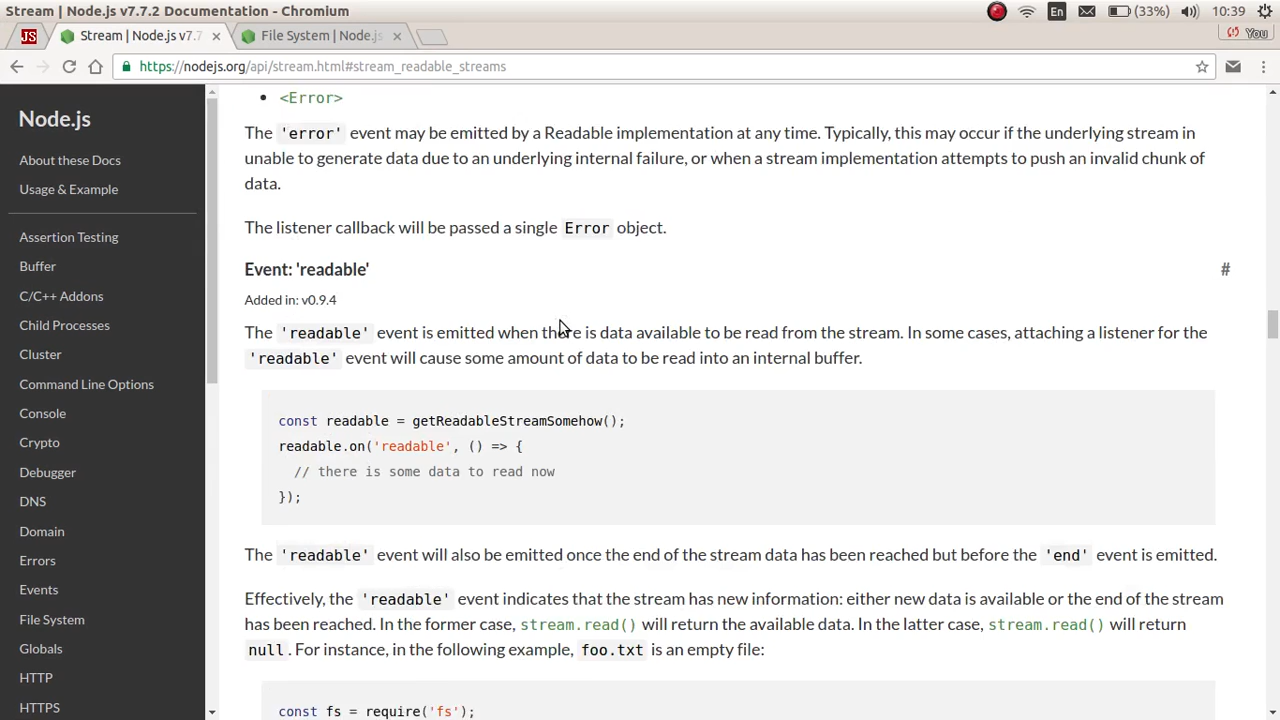 Stream | Node.js v7.7.2 Documentation - Chromium
En
(33%)
10:39
JS
Stream | Node.js v7.7
File System | Node.js
You
https://nodejs.org/api/stream.html#stream_readable_streams
Node.js
About these Docs
Usage & Example
Assertion Testing
Buffer
C/C++ Addons
Child Processes
Cluster
Command Line Options
Console
Crypto
Debugger
DNS
Domain
Errors
Events
File System
Globals
HTTP
HTTPS
<Error>
The 'error' event may be emitted by a Readable implementation at any time. Typically, this may occur if the underlying stream in
unable to generate data due to an underlying internal failure, or when a stream implementation attempts to push an invalid chunk of
data.
The listener callback will be passed a single Error object.
Event: 'readable'
#
Added in: v0.9.4
The 'readable' event is emitted when there is data available to be read from the stream. In some cases, attaching a listener for the
'readable' event will cause some amount of data to be read into an internal buffer.
const readable = getReadableStreamSomehow();
readable.on('readable', () => {
// there is some data to read now
});
The 'readable' event will also be emitted once the end of the stream data has been reached but before the 'end' event is emitted.
Effectively, the 'readable' event indicates that the stream has new information: either new data is available or the end of the stream
has been reached. In the former case, stream.read() will return the available data. In the latter case, stream.read() will return
null. For instance, in the following example, foo.txt is an empty file:
const fs = require('fs');